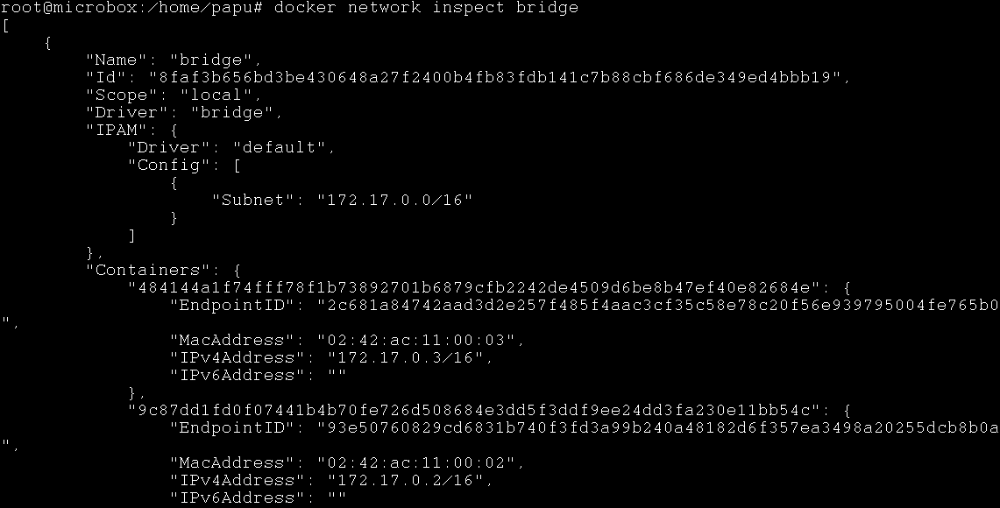 root@microbox:/home/papu# docker network inspect bridge
[
    {
        "Name": "bridge",
        "Id": "8faf3b656bd3be430648a27f2400b4fb83fdb141c7b88cbf686de349ed4bbb19",
        "Scope": "local",
        "Driver": "bridge",
        "IPAM": {
            "Driver": "default",
            "Config": [
                {
                    "Subnet": "172.17.0.0/16"
                }
            ]
        },
        "Containers": {
            "484144a1f74fff78f1b73892701b6879cfb2242de4509d6be8b47ef40e82684e": {
                "EndpointID": "2c681a84742aad3d2e257f485f4aac3cf35c58e78c20f56e939795004fe765b0
",
                "MacAddress": "02:42:ac:11:00:03",
                "IPv4Address": "172.17.0.3/16",
                "IPv6Address": ""
            },
            "9c87dd1fd0f07441b4b70fe726d508684e3dd5f3ddf9ee24dd3fa230e11bb54c": {
                "EndpointID": "93e50760829cd6831b740f3fd3a99b240a48182d6f357ea3498a20255dcb8b0a
",
                "MacAddress": "02:42:ac:11:00:02",
                "IPv4Address": "172.17.0.2/16",
                "IPv6Address": ""